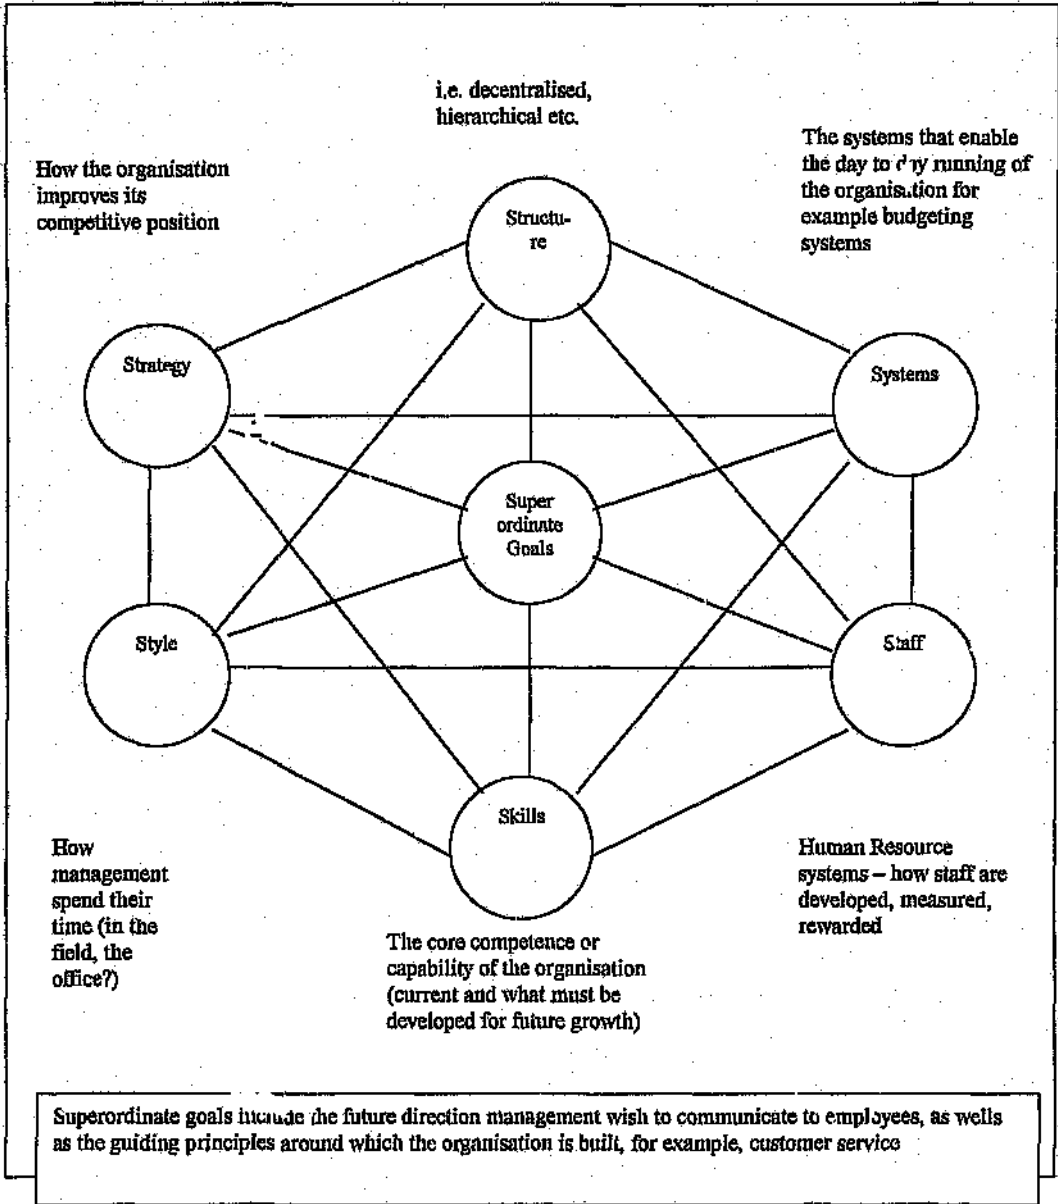 i.e. decentralised,
hierarchical etc.
The systems that enable
the day to day running of
the organisation for
example budgeting
systems
How the organisation
improves its
competitive position
Structu-
re
Strategy
Systems
Super
ordinate
Goals
Style
Staff
Skills
How
management
spend their
time (in the
field, the
office?)
Human Resource
systems – how staff are
developed, measured,
rewarded
The core competence or
capability of the organisation
(current and what must be
developed for future growth)
Superordinate goals include the future direction management wish to communicate to employees, as wells
as the guiding principles around which the organisation is built, for example, customer service